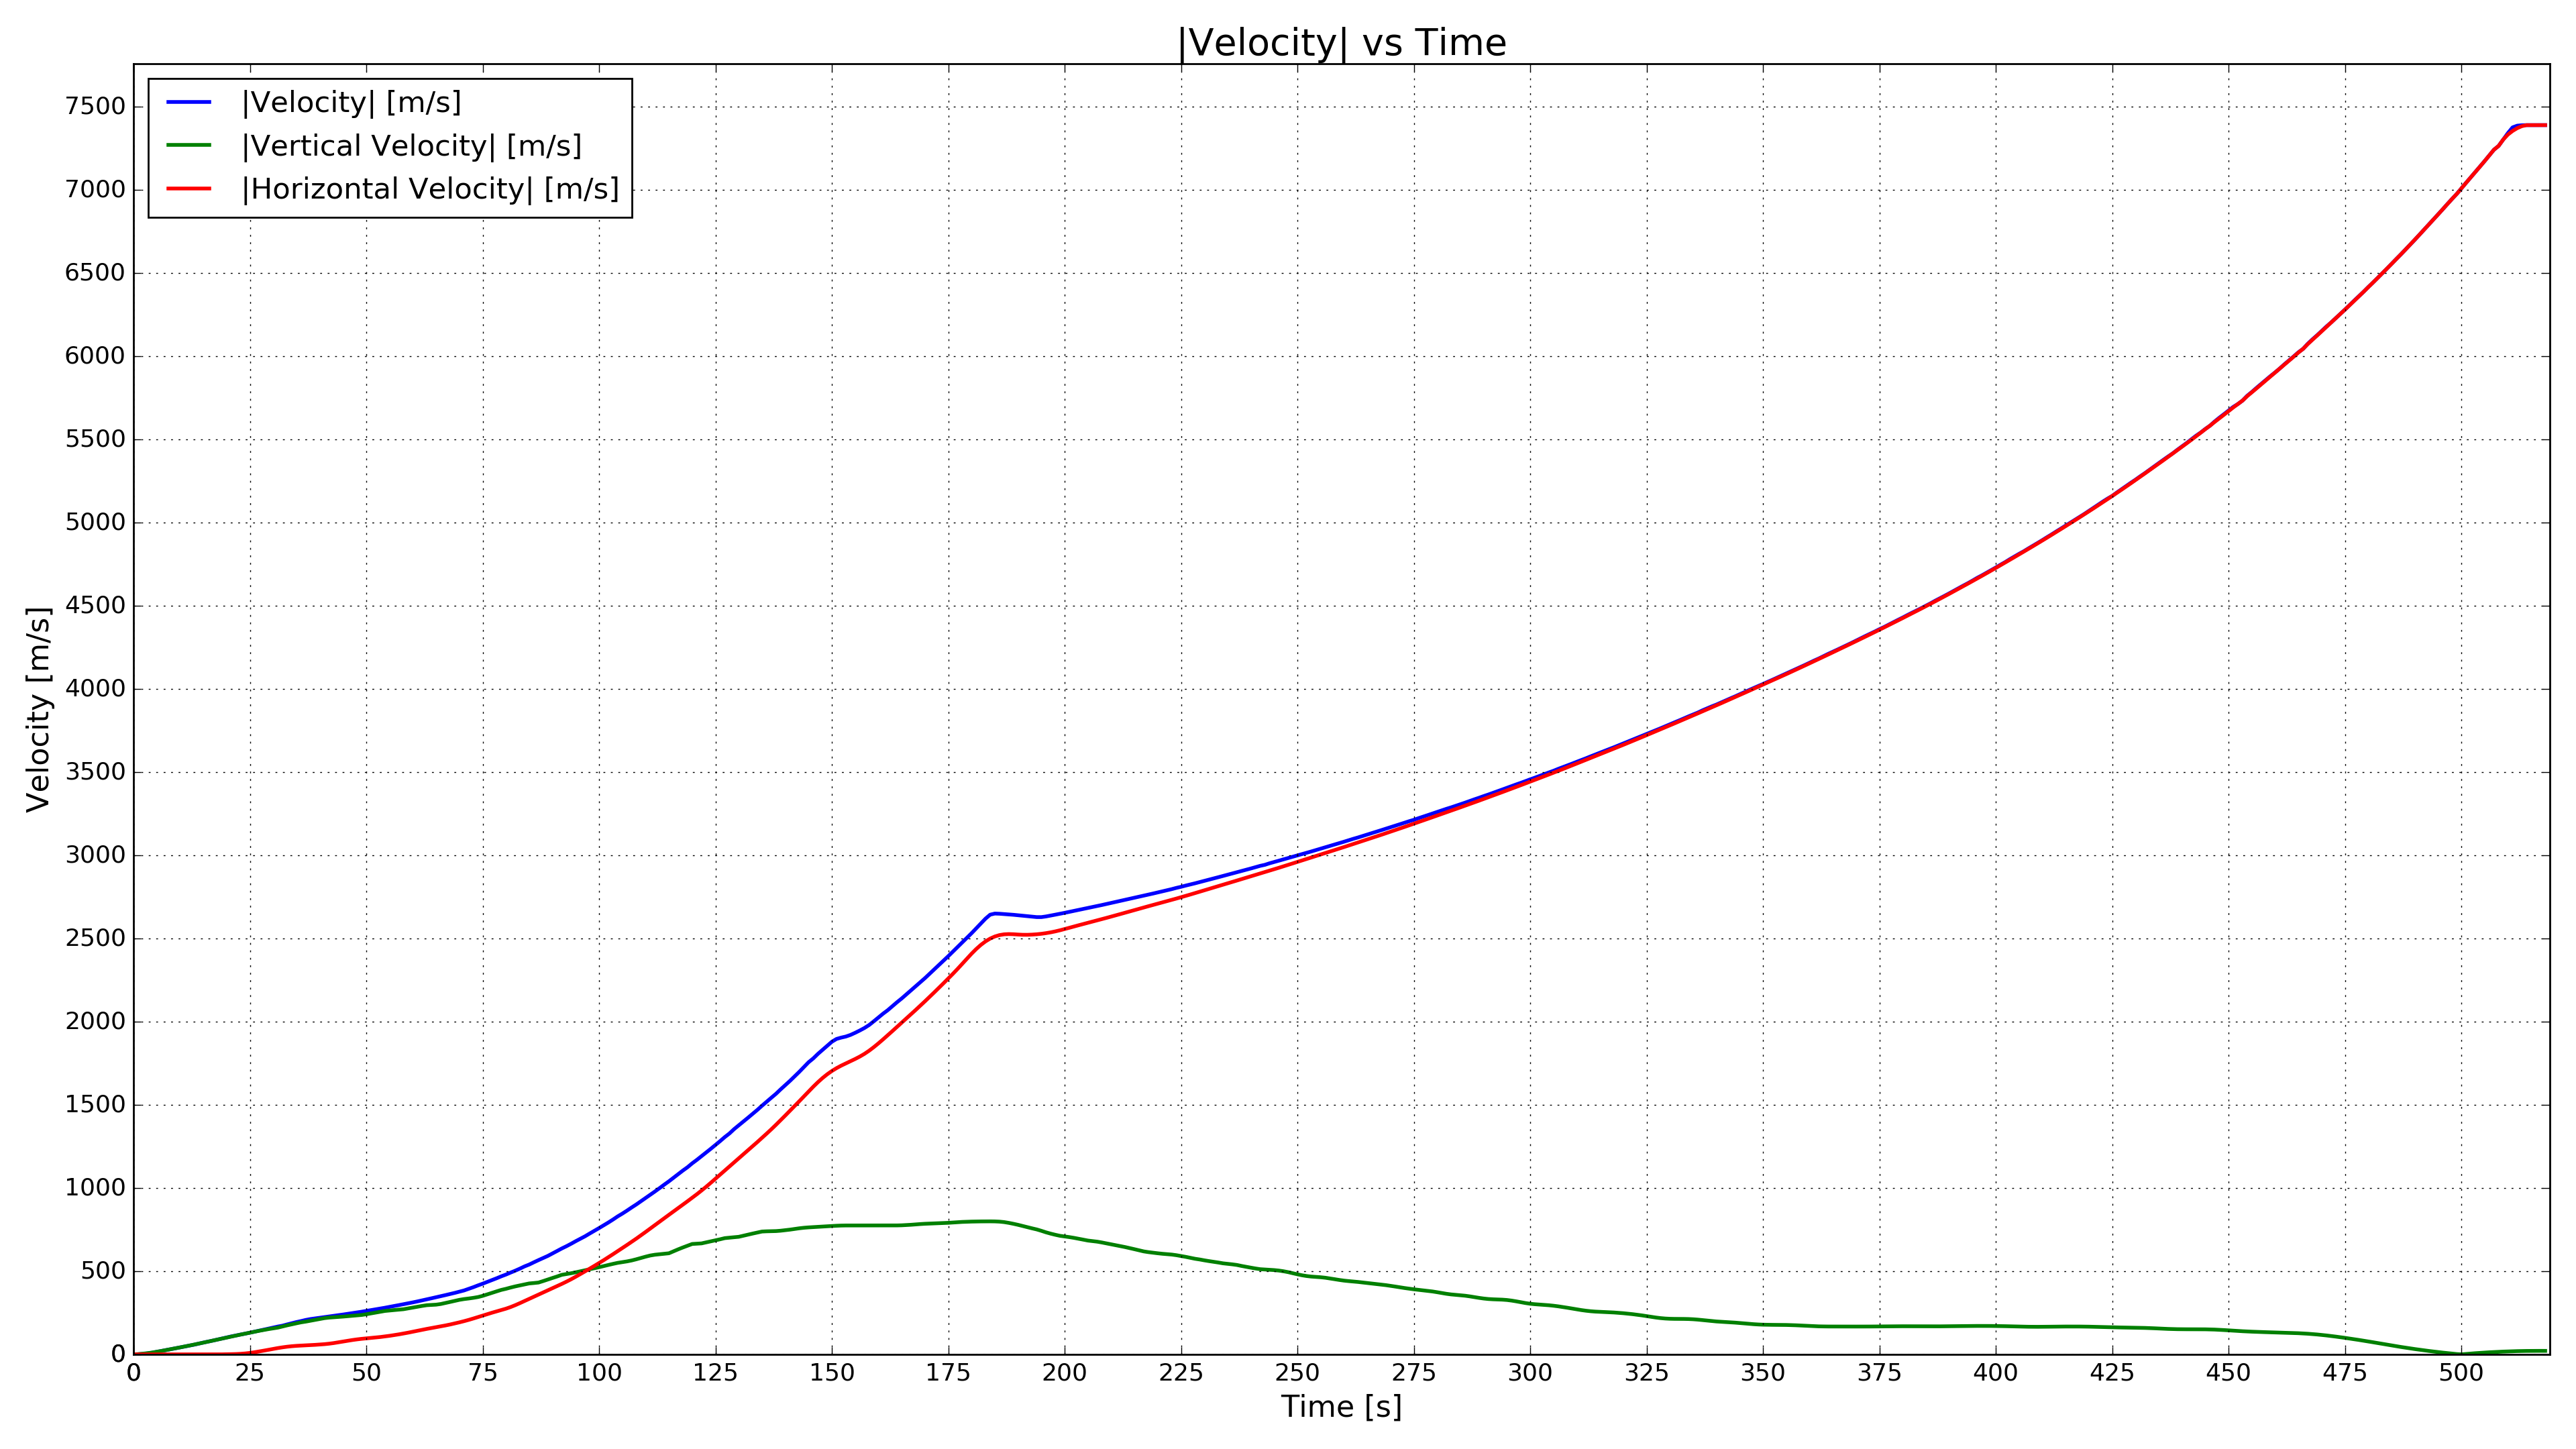 |Velocity| vs Time
|Velocity| [m/s]
|Vertical Velocity| [m/s]
|Horizontal Velocity| [m/s]
7500
7000
6500
6000
5500
5000
4500
4000
3500
3000
2500
2000
1500
1000
500
0
Velocity [m/s]
0 25 50 75 100 125 150 175 200 225 250 275 300 325 350 375 400 425 450 475 500
Time [s]